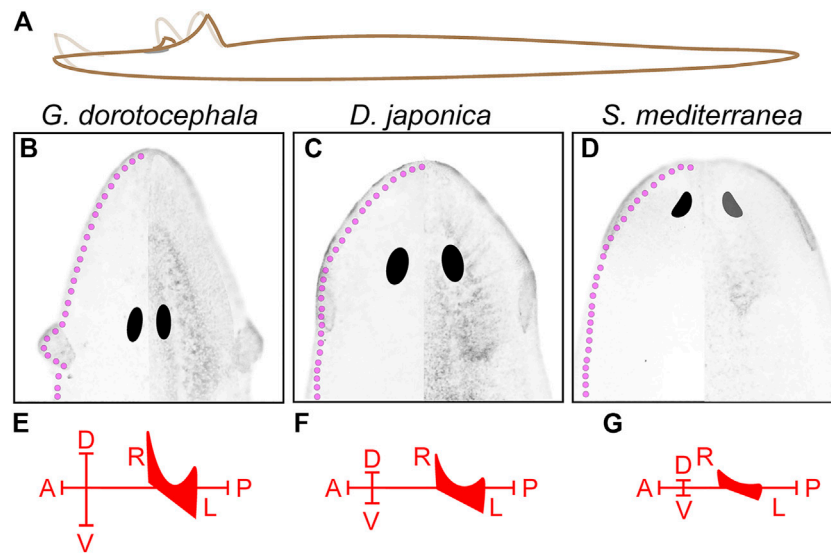 A
G. dorotocephala D. japonica S. mediterranea
B C D
E F G
D R A P L V
D R A P L V
D R A P L V